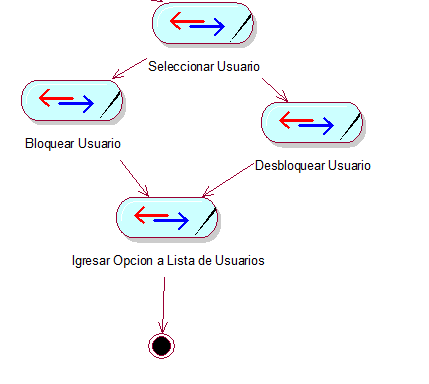 Seleccionar Usuario
Bloquear Usuario
Desbloquear Usuario
Igresar Opcion a Lista de Usuarios